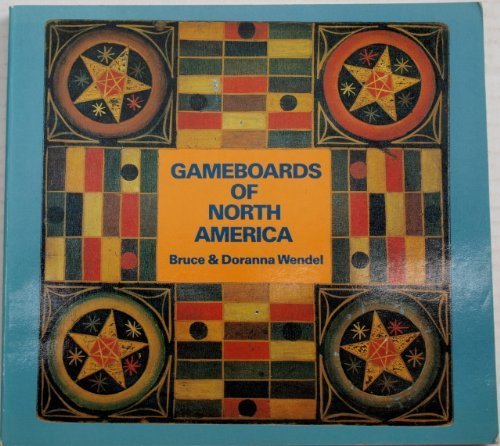 GAMEBOARDS
OF
NORTH
AMERICA
Bruce & Doranna Wendel